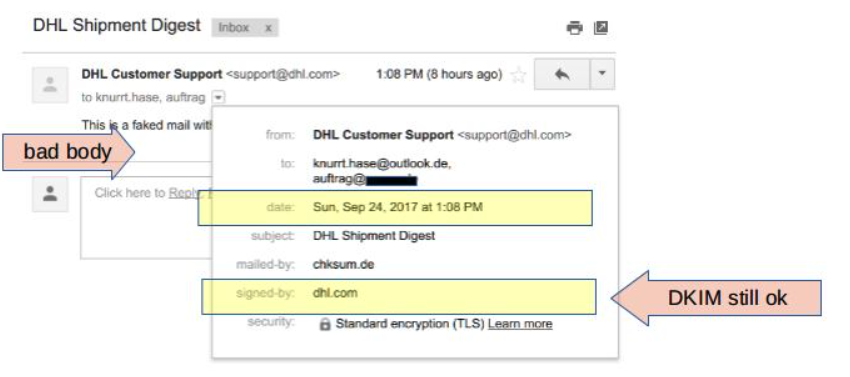 DHL Shipment Digest Inbox x
DHL Customer Support <support@dhl.com> 1:08 PM (8 hours ago)
to knurrt.hase, auftrag
This is a faked mail with
bad body
Click here to Reply,
from: DHL Customer Support <support@dhl.com>
to: knurrt.hase@outlook.de,
auftrag@
date: Sun, Sep 24, 2017 at 1:08 PM
subject: DHL Shipment Digest
mailed-by: chksum.de
signed-by: dhl.com
security: Standard encryption (TLS) Learn more
DKIM still ok